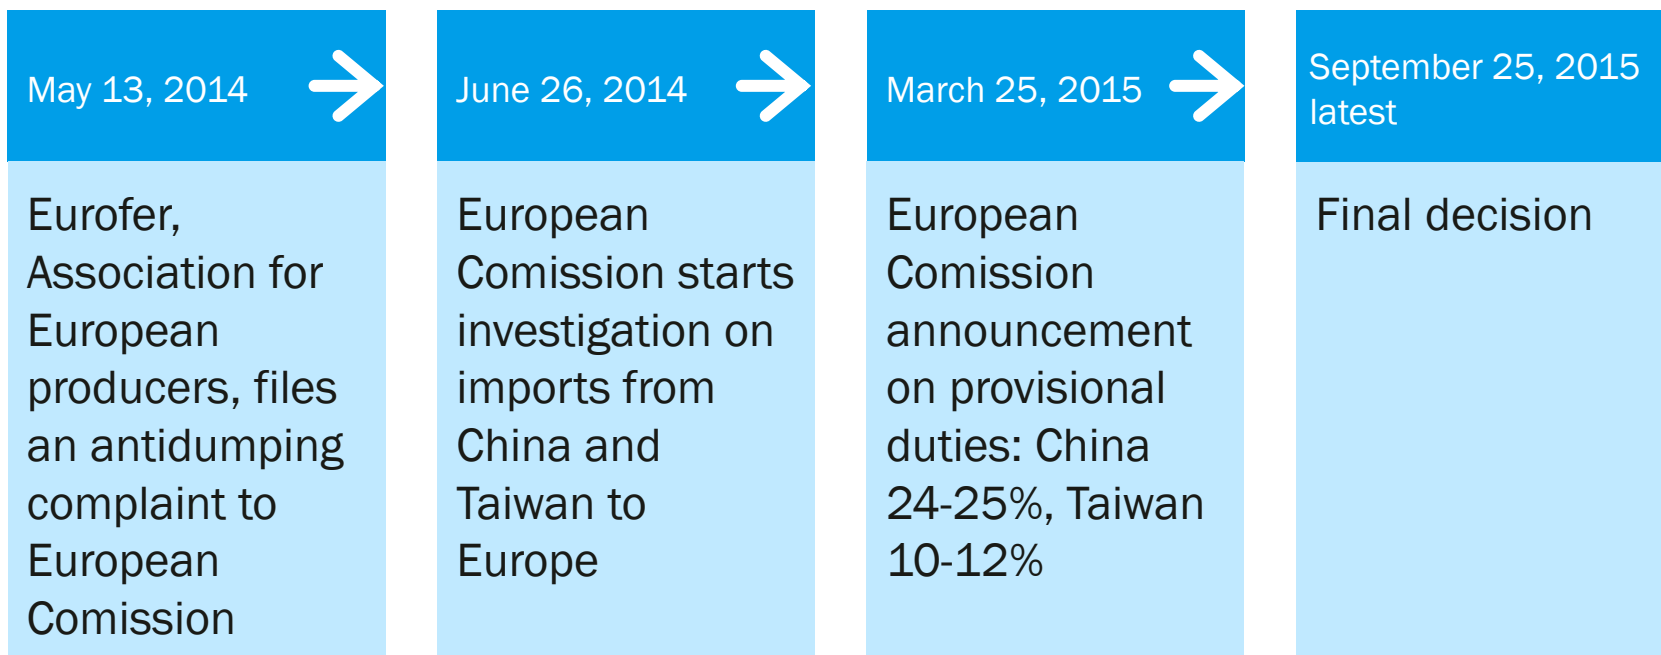 May 13, 2014
Eurofer,
Association for
European
producers, files
an antidumping
complaint to
European
Comission
June 26, 2014
European
Comission starts
investigation on
imports from
China and
Taiwan to
Europe
March 25, 2015
European
Comission
announcement
on provisional
duties: China
24-25%, Taiwan
10-12%
September 25, 2015
latest
Final decision